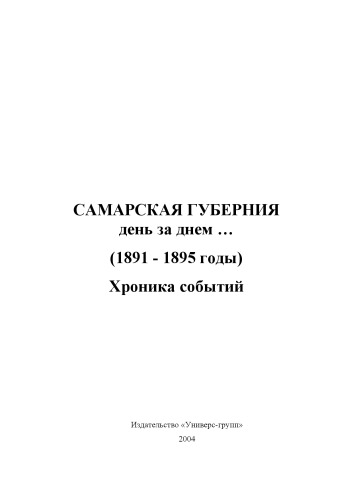 САМАРСКАЯ ГУБЕРНИЯ
день за днем …
(1891 - 1895 годы)
Хроника событий
Издательство «Универс-групп»
2004